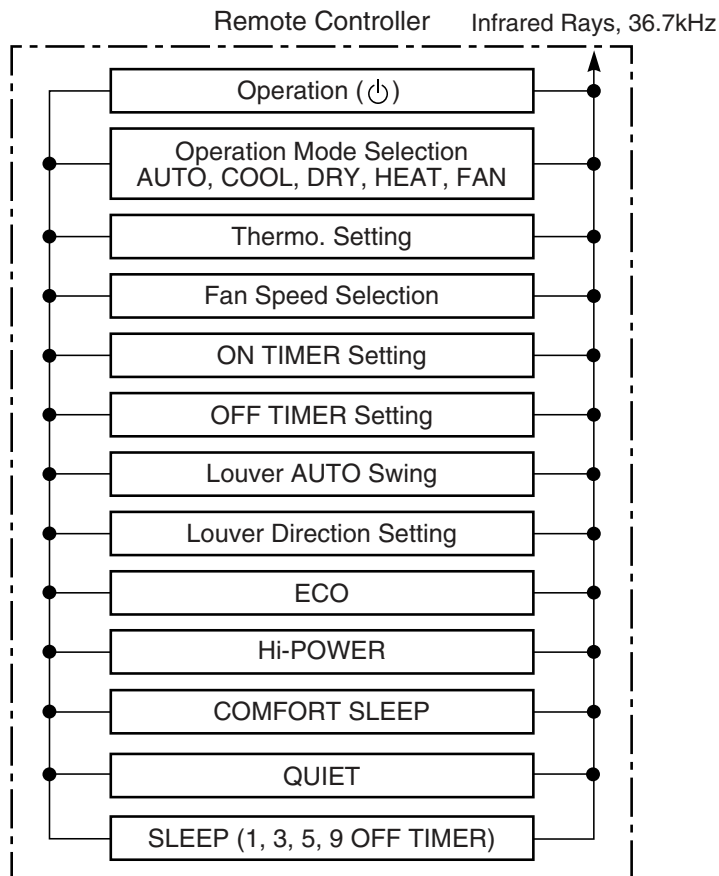 Remote Controller
Infrared Rays, 36.7kHz
Operation (⏻)
Operation Mode Selection
AUTO, COOL, DRY, HEAT, FAN
Thermo. Setting
Fan Speed Selection
ON TIMER Setting
OFF TIMER Setting
Louver AUTO Swing
Louver Direction Setting
ECO
Hi-POWER
COMFORT SLEEP
QUIET
SLEEP (1, 3, 5, 9 OFF TIMER)